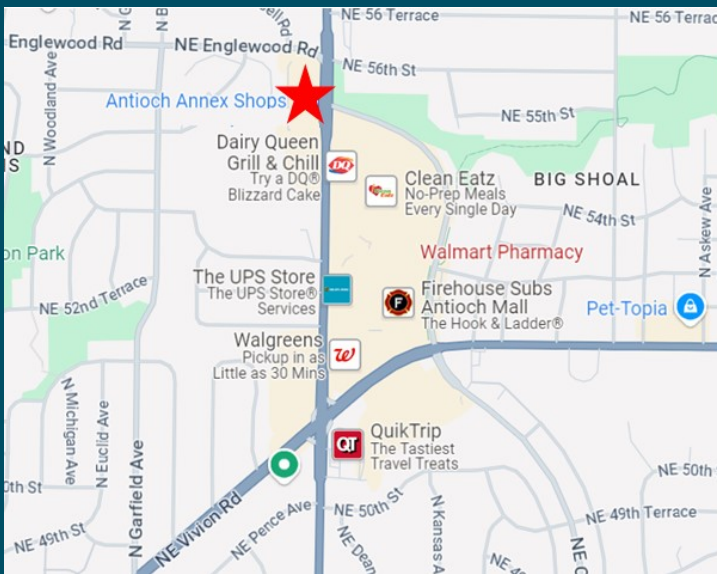 NE 56 Terrace
NE 56 Terrac
Englewood Rd
NE Englewood Rd
NE 56th St
N Woodland Ave
Antioch Annex Shops
NE 55th St
Dairy Queen
Grill & Chill
Try a DQ®
Blizzard Cake
DQ
Clean Eatz
No-Prep Meals
Every Single Day
BIG SHOAL
NE 54th St
N Askew Ave
on Park
Walmart Pharmacy
The UPS Store
The UPS Store®
Services
Firehouse Subs
Antioch Mall
The Hook & Ladder®
F
Pet-Topia
NE 52nd Terrace
Walgreens
Pickup in as
Little as 30 Mins
W
N Michigan Ave
N Euclid Ave
N Garfield Ave
QT
QuikTrip
The Tastiest
Travel Treats
0th St
NE 49th St
NE Vivion Rd
NE Pence Ave
NE 50th St
NE Dean
N Kansas A
NE 50th
NE 49th Terrace